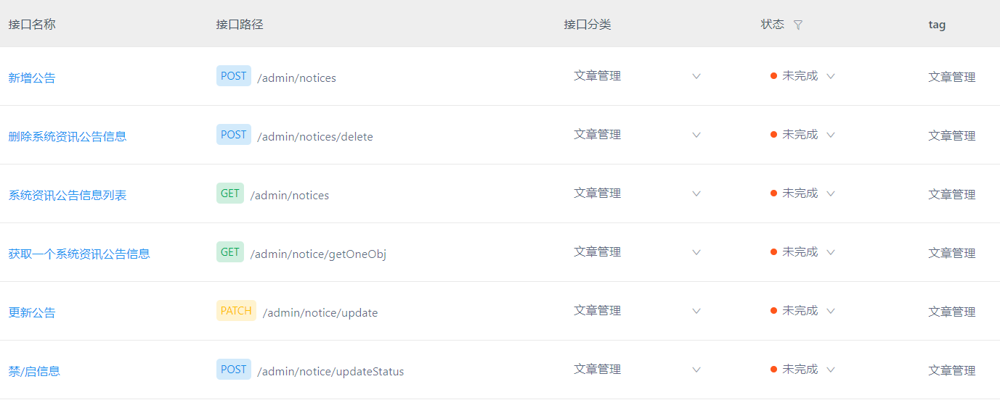 接口名称 接口路径 接口分类 状态 tag
新增公告 POST /admin/notices 文章管理 未完成 文章管理
删除系统资讯公告信息 POST /admin/notices/delete 文章管理 未完成 文章管理
系统资讯公告信息列表 GET /admin/notices 文章管理 未完成 文章管理
获取一个系统资讯公告信息 GET /admin/notice/getOneObj 文章管理 未完成 文章管理
更新公告 PATCH /admin/notice/update 文章管理 未完成 文章管理
禁/启信息 POST /admin/notice/updateStatus 文章管理 未完成 文章管理